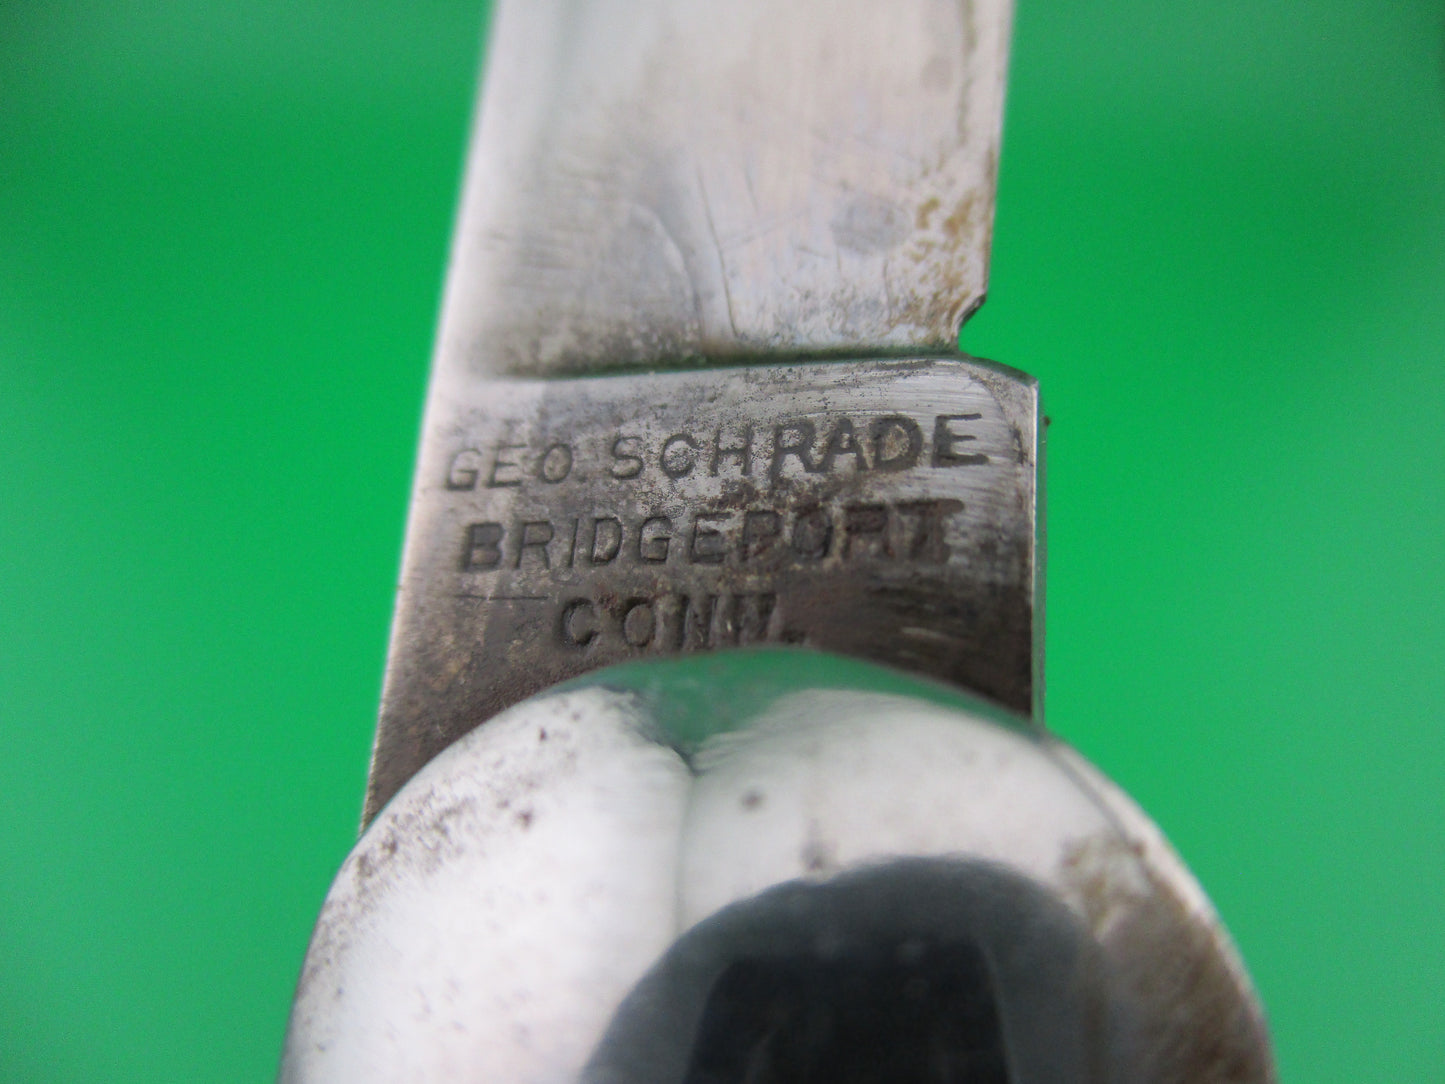 GEO. SCHRADE
BRIDGEPORT
CONN.